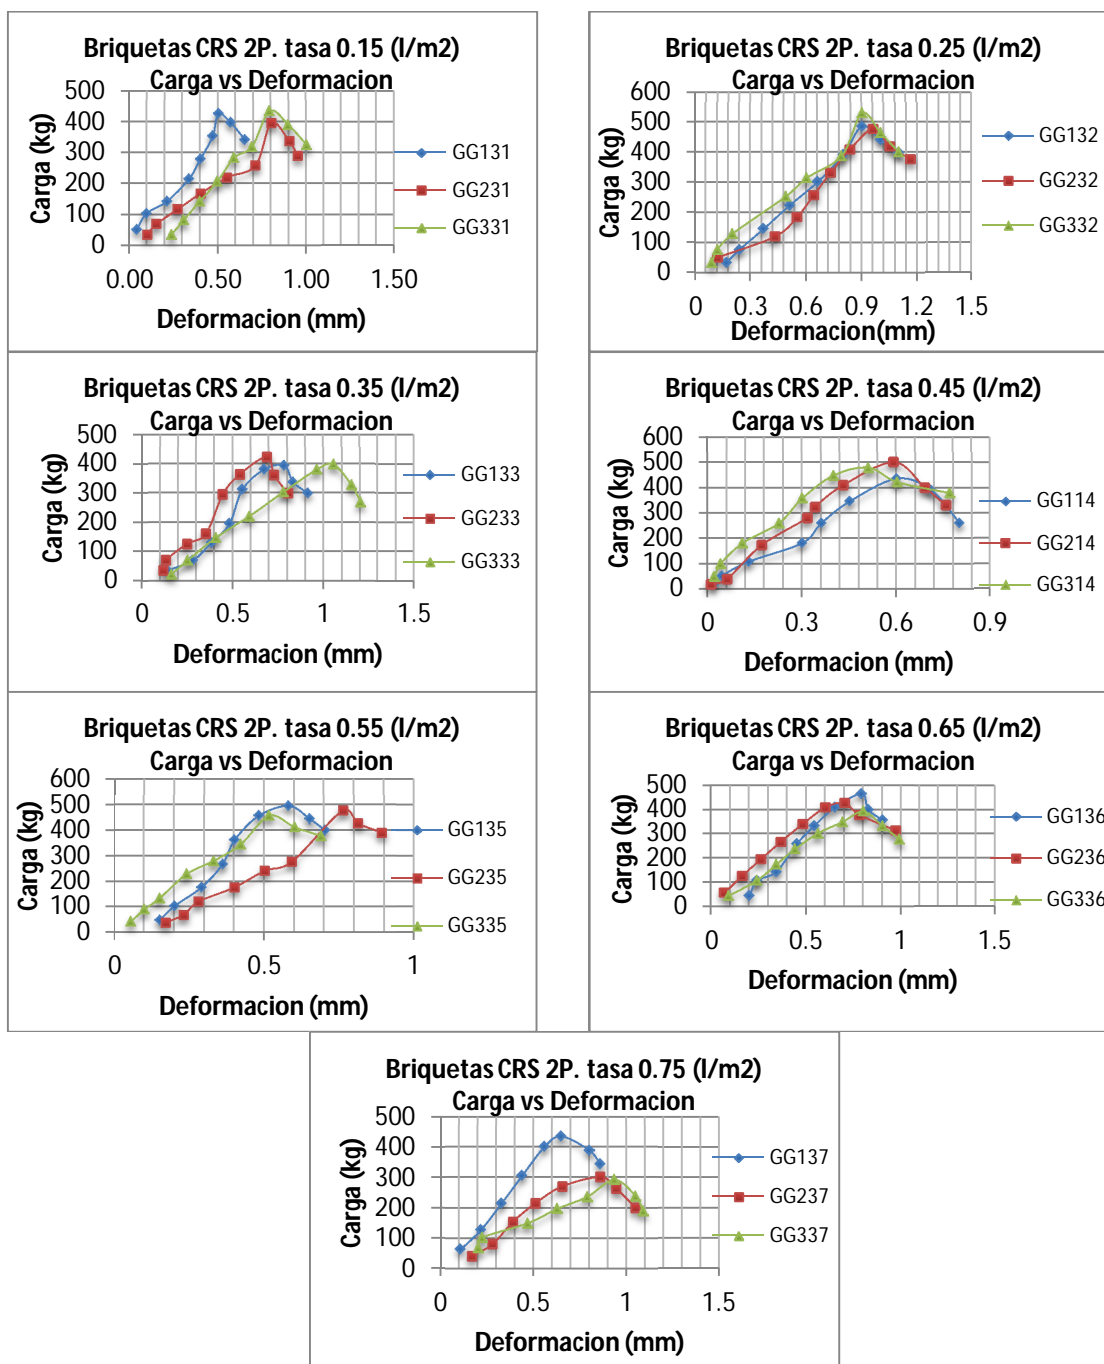 Briquetas CRS 2P. tasa 0.15 (l/m2)
Carga vs Deformacion
Carga (kg)
500
400
300
200
100
0
0.00 0.50 1.00 1.50
Deformacion (mm)
GG131
GG231
GG331
Briquetas CRS 2P. tasa 0.25 (l/m2)
Carga vs Deformacion
Carga (kg)
600
500
400
300
200
100
0
0 0.3 0.6 0.9 1.2 1.5
Deformacion(mm)
GG132
GG232
GG332
Briquetas CRS 2P. tasa 0.35 (l/m2)
Carga vs Deformacion
Carga (kg)
500
400
300
200
100
0
0 0.5 1 1.5
Deformacion (mm)
GG133
GG233
GG333
Briquetas CRS 2P. tasa 0.45 (l/m2)
Carga vs Deformacion
Carga (kg)
600
500
400
300
200
100
0
0 0.3 0.6 0.9
Deformacion (mm)
GG114
GG214
GG314
Briquetas CRS 2P. tasa 0.55 (l/m2)
Carga vs Deformacion
Carga (kg)
600
500
400
300
200
100
0
0 0.5 1
Deformacion (mm)
GG135
GG235
GG335
Briquetas CRS 2P. tasa 0.65 (l/m2)
Carga vs Deformacion
Carga (kg)
500
400
300
200
100
0
0 0.5 1 1.5
Deformacion (mm)
GG136
GG236
GG336
Briquetas CRS 2P. tasa 0.75 (l/m2)
Carga vs Deformacion
Carga (kg)
500
400
300
200
100
0
0 0.5 1 1.5
Deformacion (mm)
GG137
GG237
GG337